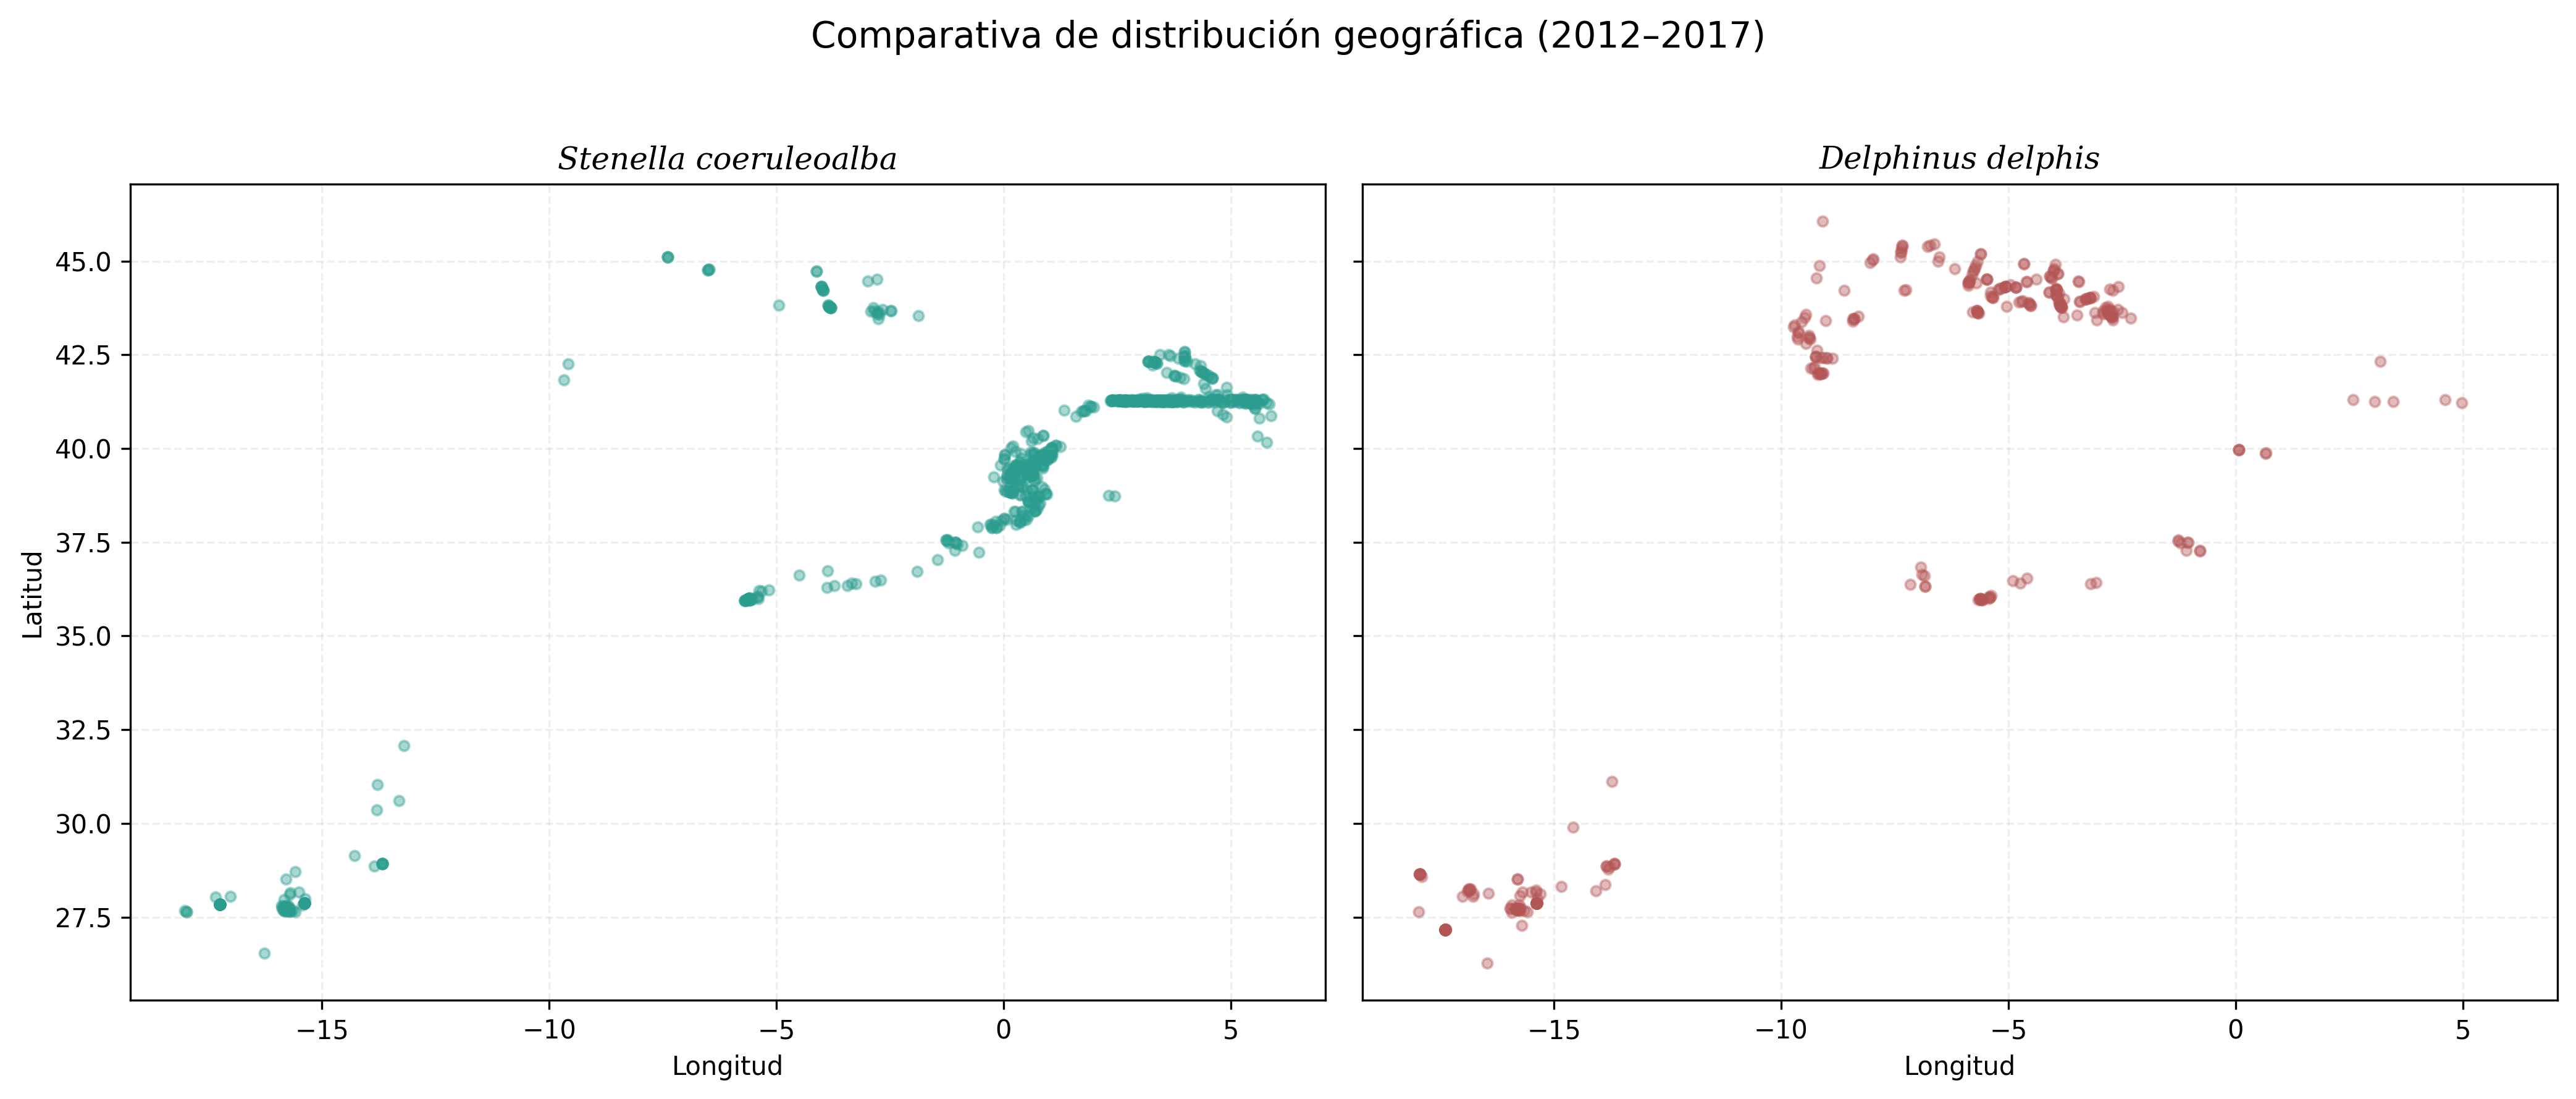 Comparativa de distribución geográfica (2012–2017)
Stenella coeruleoalba
Delphinus delphis
Latitud
45.0
42.5
40.0
37.5
35.0
32.5
30.0
27.5
−15 −10 −5 0 5
−15 −10 −5 0 5
Longitud
Longitud